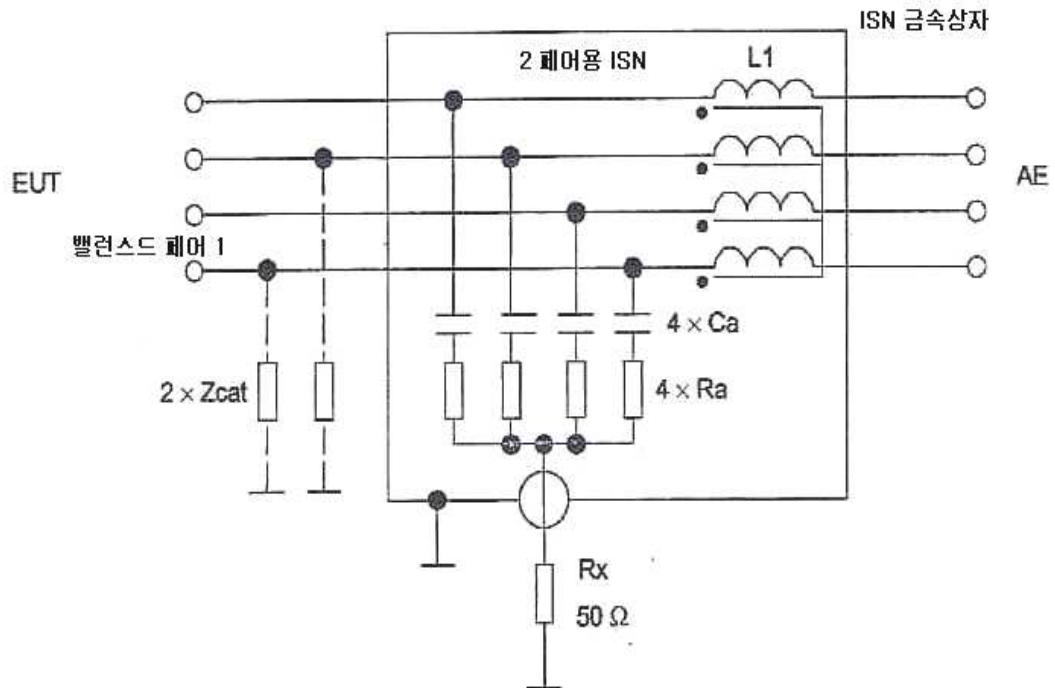 ISN 금속상자
2 페어용 ISN
L1
EUT
AE
밸런스드 페어 1
4 × Ca
2 × Zcat
4 × Ra
Rx
50 Ω